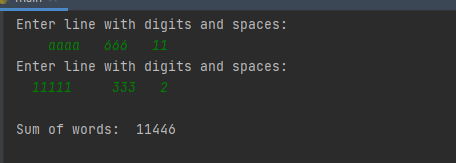 main
Enter line with digits and spaces:
aaaa 666 11
Enter line with digits and spaces:
11111 333 2
Sum of words: 11446